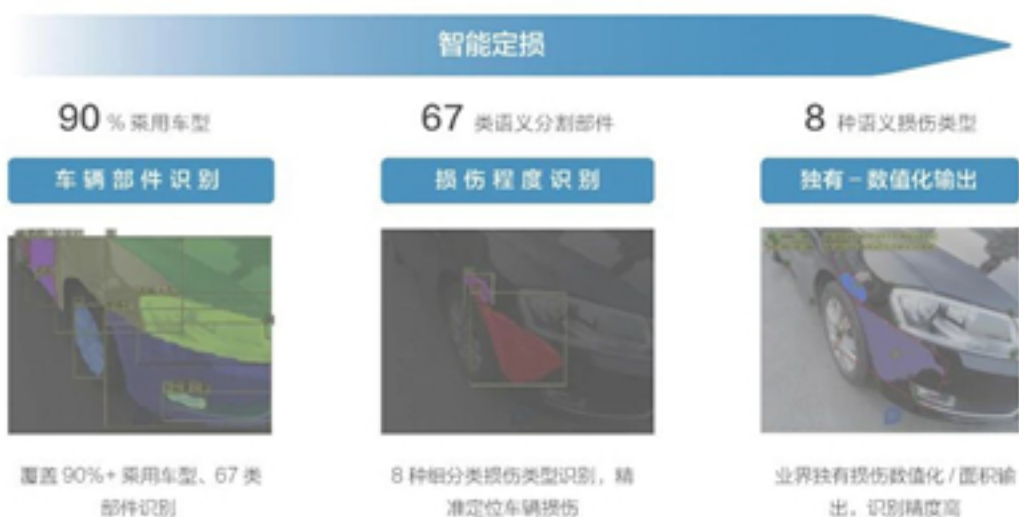 智能定损
90 % 乘用车型
67 类语义分割部件
8 种语义损伤类型
车辆部件识别
损伤程度识别
独有-数值化输出
覆盖 90%+ 乘用车型、67 类
部件识别
8 种细分类损伤类型识别，精
准定位车辆损伤
业界独有损伤数值化 / 面积输
出，识别精度高